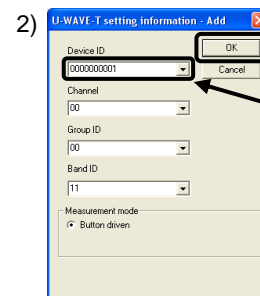 2)
U-WAVE-T setting information - Add
Device ID
OK
0000000001
Cancel
Channel
00
Group ID
00
Band ID
11
Measurement mode
Button driven